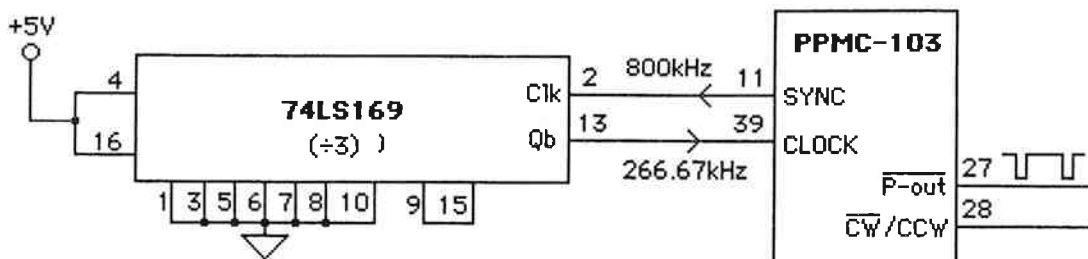 +5V
PPMC-103
4
16
74LS169
(÷3) )
Clk
Qb
2
13
800kHz
266.67kHz
11
39
SYNC
CLOCK
P-out
CW/CCW
27
28
1 3 5 6 7 8 10 9 15